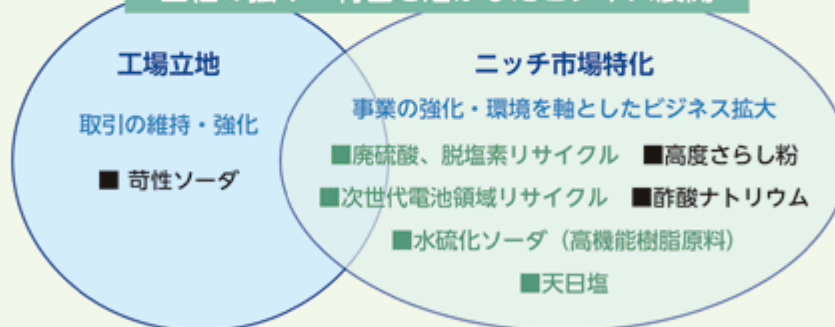 工場立地
ニッチ市場特化
取引の維持・強化
事業の強化・環境を軸としたビジネス拡大
■ 苛性ソーダ
■廃硫酸、脱塩素リサイクル ■高度さらし粉
■次世代電池領域リサイクル ■酢酸ナトリウム
■水硫化ソーダ（高機能樹脂原料）
■天日塩